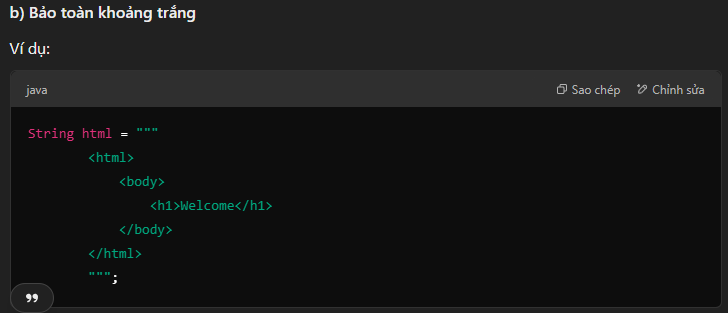 b) Bảo toàn khoảng trắng
Ví dụ:
java
Sao chép
Chỉnh sửa
String html = """
        <html>
            <body>
                <h1>Welcome</h1>
            </body>
        </html>
        """;